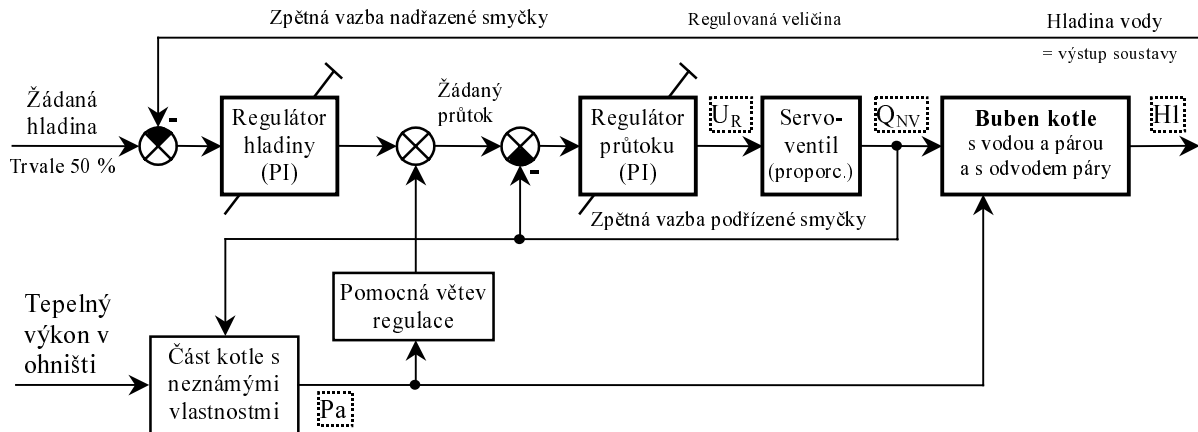 Zpětná vazba nadřazené smyčky
Regulovaná veličina
Hladina vody
= výstup soustavy
Žádaná
hladina
Trvale 50 %
-
Regulátor
hladiny
(PI)
Žádaný
průtok
-
Regulátor
průtoku
(PI)
U_R
Servo-
ventil
(proporc.)
Q_NV
Buben kotle
s vodou a párou
a s odvodem páry
Hl
Zpětná vazba podřízené smyčky
Tepelný
výkon v
ohništi
Část kotle s
neznámými
vlastnostmi
Pa
Pomocná větev
regulace